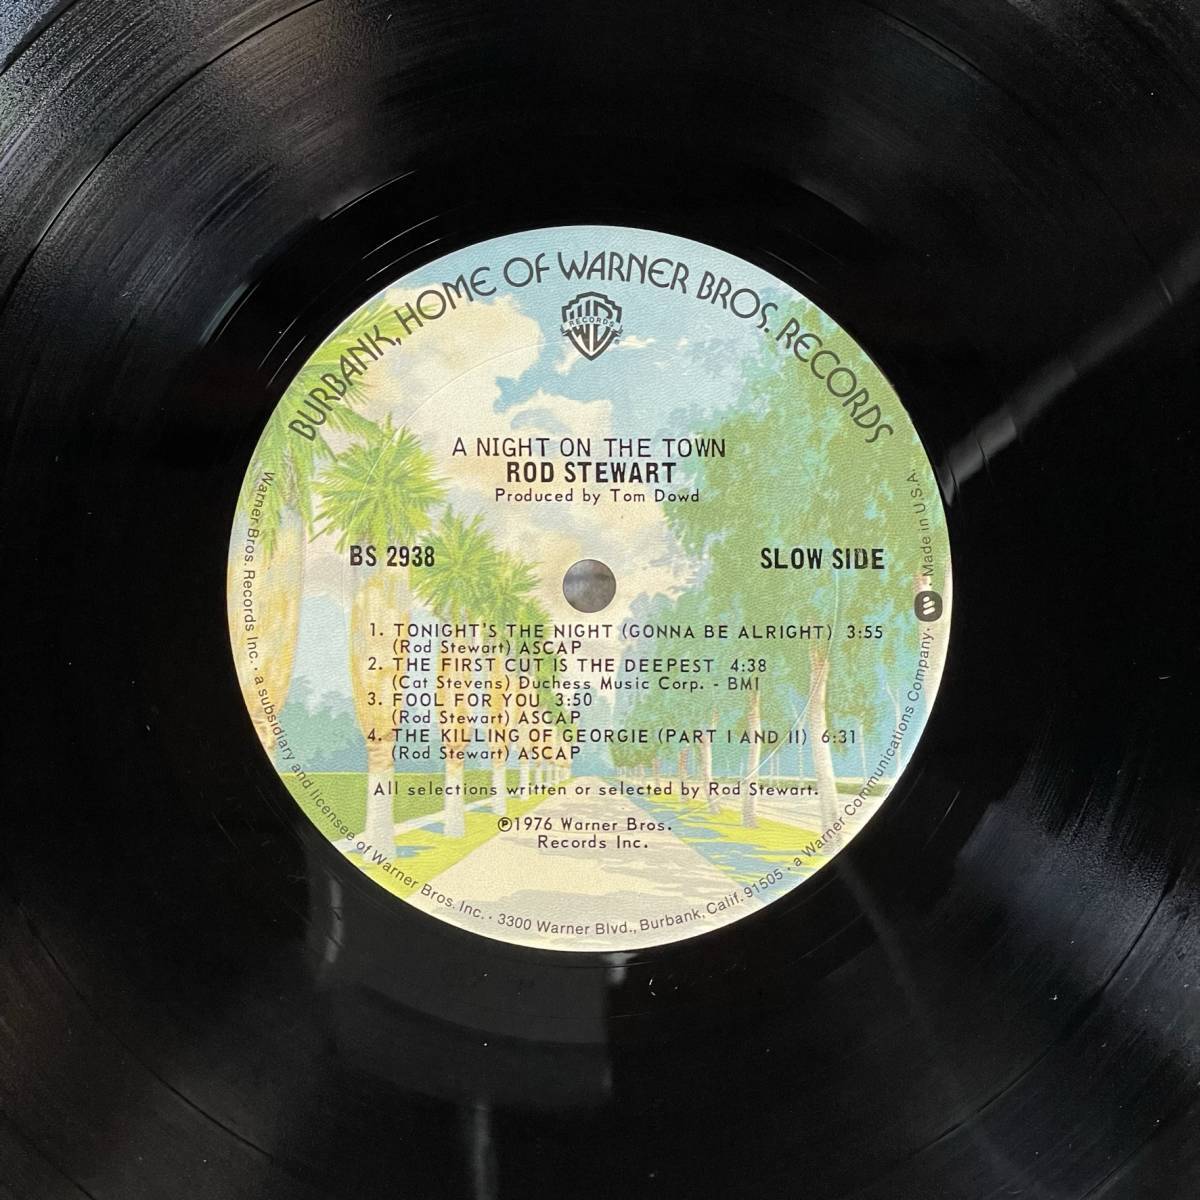 BURBANK, HOME OF WARNER BROS. RECORDS
WB
RECORDS
A NIGHT ON THE TOWN
ROD STEWART
Produced by Tom Dowd
BS 2938
SLOW SIDE
1. TONIGHT'S THE NIGHT (GONNA BE ALRIGHT) 3:55
(Rod Stewart) ASCAP
2. THE FIRST CUT IS THE DEEPEST 4:38
(Cat Stevens) Duchess Music Corp. - BMI
3. FOOL FOR YOU 3:50
(Rod Stewart) ASCAP
4. THE KILLING OF GEORGIE (PART I AND II) 6:31
(Rod Stewart) ASCAP
All selections written or selected by Rod Stewart.
℗1976 Warner Bros.
Records Inc.
Warner Bros. Records Inc. · a subsidiary and licensee of Warner Bros. Inc. · 3300 Warner Blvd., Burbank, Calif. 91505 · a Warner Communications Company. · Made in U.S.A.